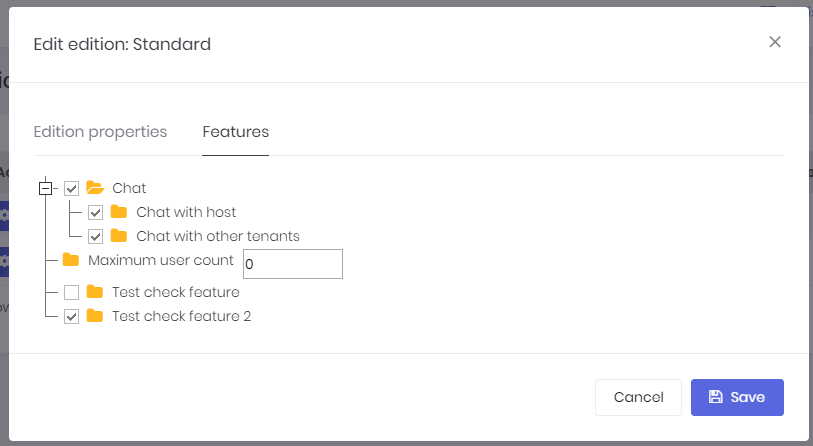 Edit edition: Standard
Edition properties Features
Chat
Chat with host
Chat with other tenants
Maximum user count 0
Test check feature
Test check feature 2
Cancel Save